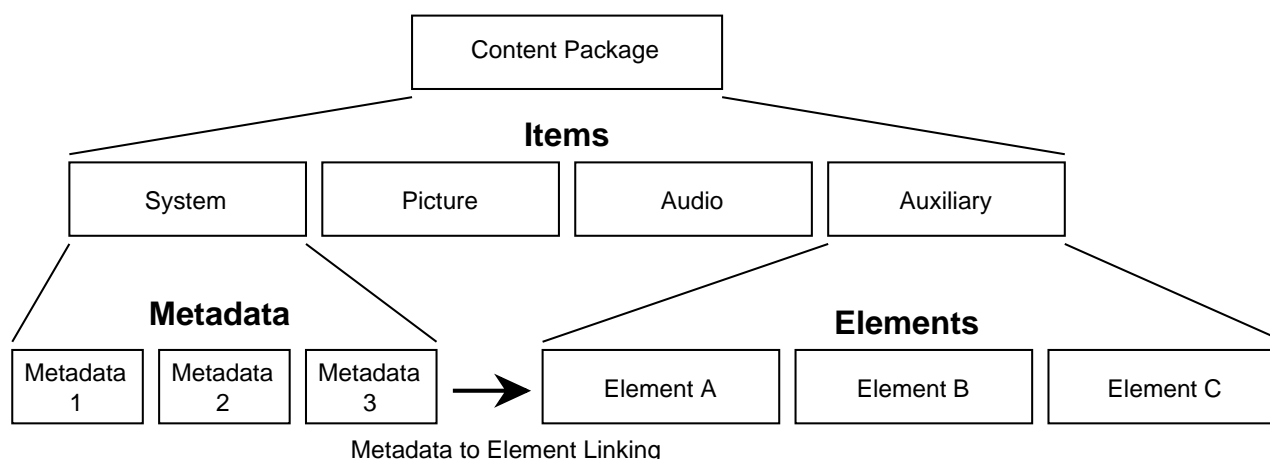 Content Package
Items
System
Picture
Audio
Auxiliary
Metadata
Elements
Metadata
1
Metadata
2
Metadata
3
Element A
Element B
Element C
Metadata to Element Linking